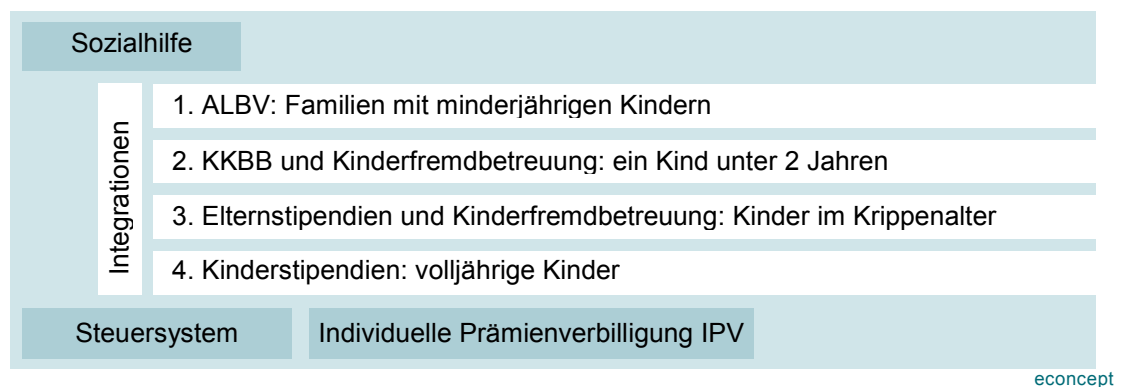 Sozialhilfe
Integrationen
1. ALBV: Familien mit minderjährigen Kindern
2. KKBB und Kinderfremdbetreuung: ein Kind unter 2 Jahren
3. Elternstipendien und Kinderfremdbetreuung: Kinder im Krippenalter
4. Kinderstipendien: volljährige Kinder
Steuersystem
Individuelle Prämienverbilligung IPV
econcept